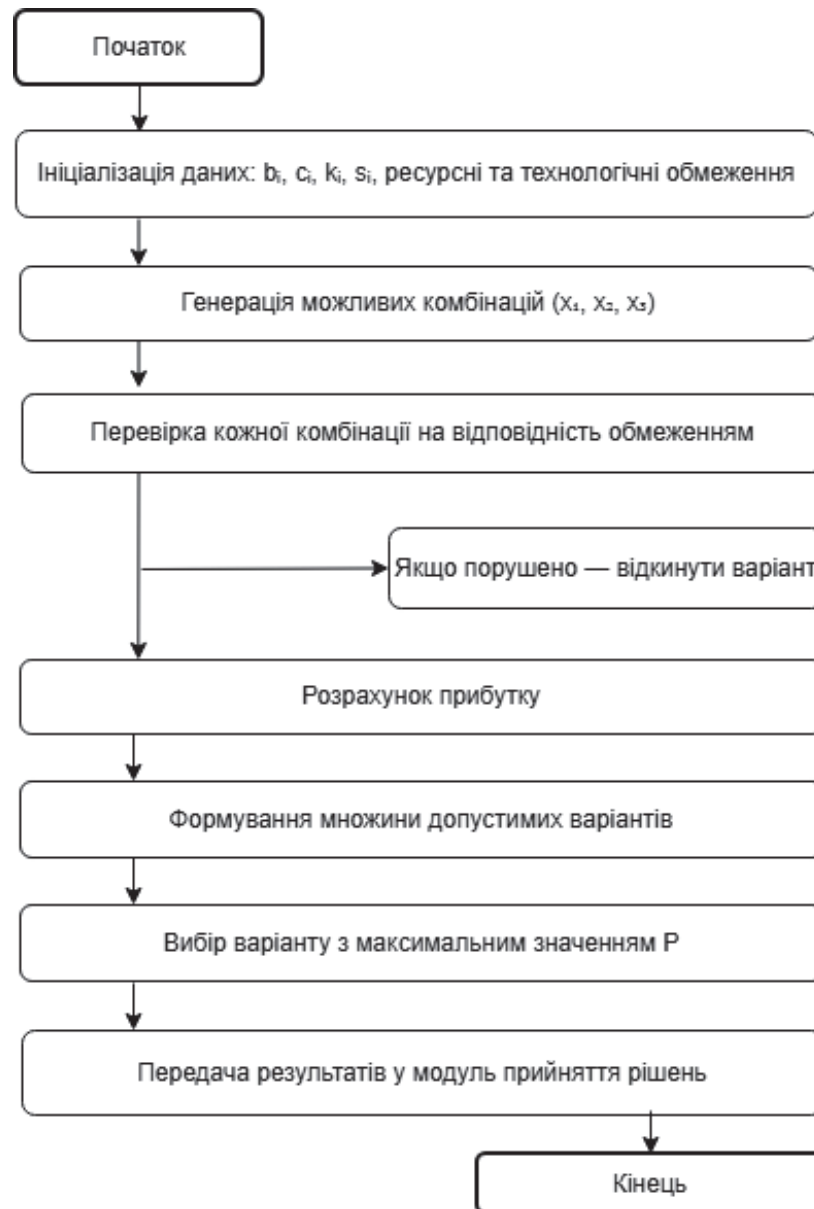 Початок
Ініціалізація даних: bᵢ, cᵢ, kᵢ, sᵢ, ресурсні та технологічні обмеження
Генерація можливих комбінацій (x₁, x₂, x₃)
Перевірка кожної комбінації на відповідність обмеженням
Якщо порушено — відкинути варіант
Розрахунок прибутку
Формування множини допустимих варіантів
Вибір варіанту з максимальним значенням P
Передача результатів у модуль прийняття рішень
Кінець